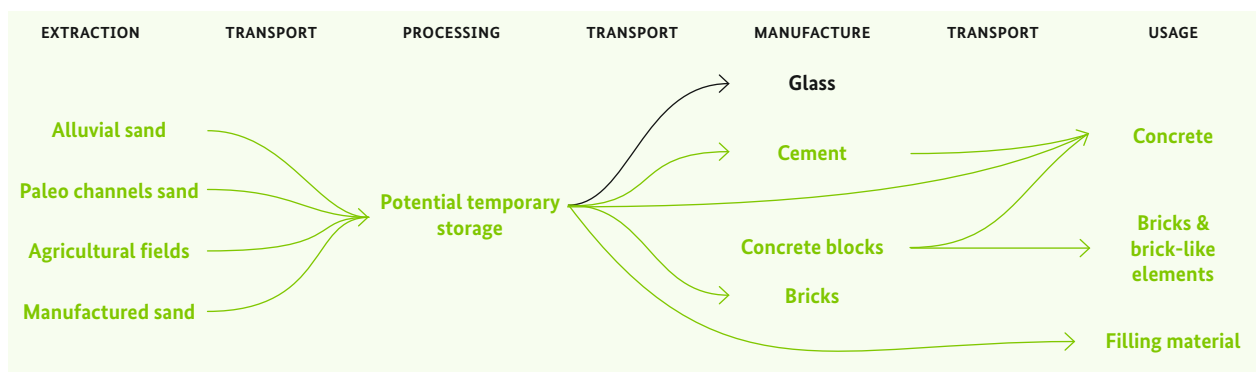 EXTRACTION TRANSPORT PROCESSING TRANSPORT MANUFACTURE TRANSPORT USAGE
Glass
Alluvial sand
Concrete
Cement
Paleo channels sand
Potential temporary
storage
Bricks &
brick-like
elements
Agricultural fields
Concrete blocks
Bricks
Manufactured sand
Filling material